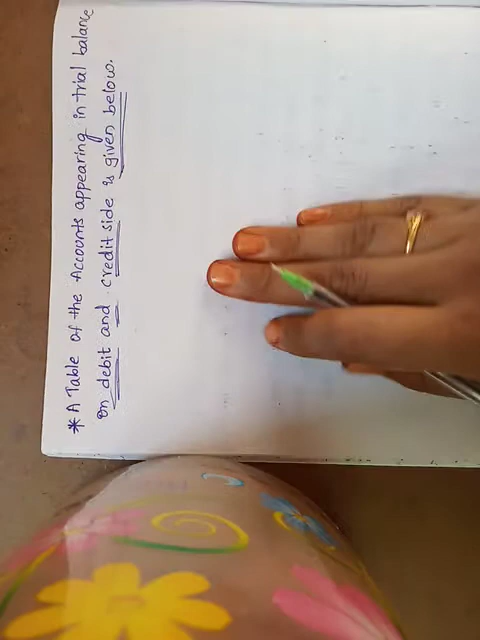 * A Table of the Accounts appearing in trial balance
on debit and credit side is given below.